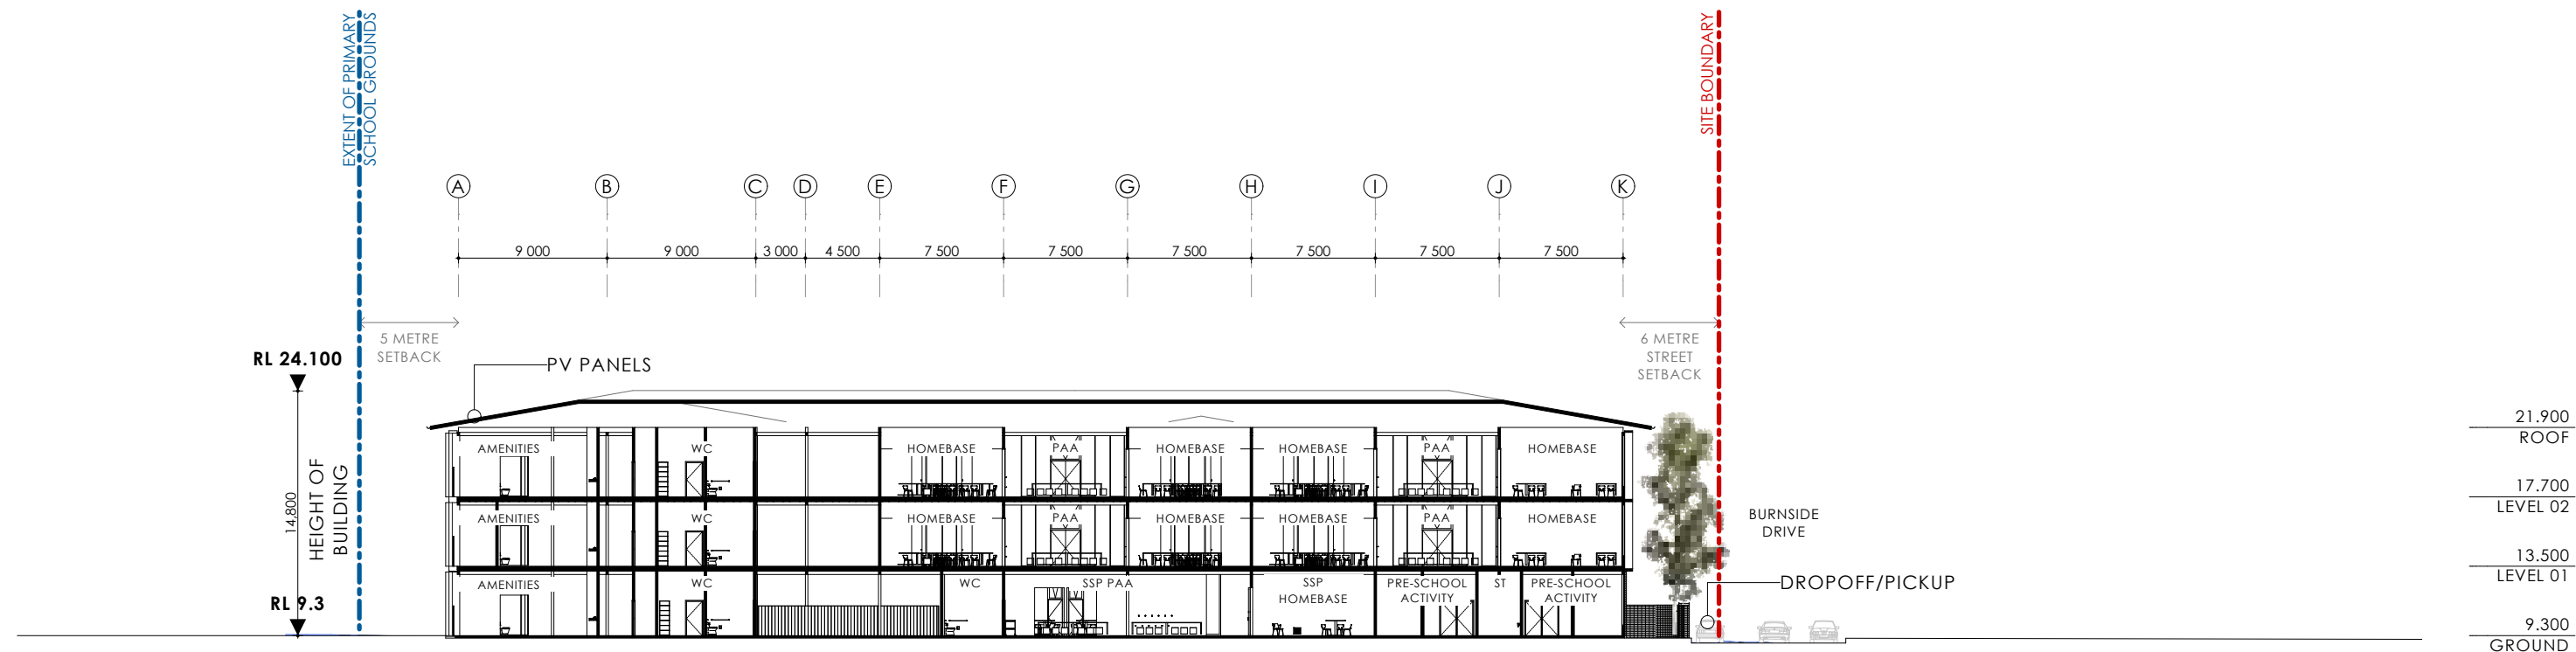 EXTENT OF PRIMARY
SCHOOL GROUNDS
SITE BOUNDARY
A
B
C
D
E
F
G
H
I
J
K
9 000
9 000
3 000
4 500
7 500
7 500
7 500
7 500
7 500
7 500
5 METRE
SETBACK
6 METRE
STREET
SETBACK
RL 24.100
PV PANELS
21.900
ROOF
AMENITIES
WC
HOMEBASE
PAA
HOMEBASE
HOMEBASE
PAA
HOMEBASE
17.700
LEVEL 02
14,800
HEIGHT OF
BUILDING
AMENITIES
WC
HOMEBASE
PAA
HOMEBASE
HOMEBASE
PAA
HOMEBASE
BURNSIDE
DRIVE
13.500
LEVEL 01
AMENITIES
WC
WC
SSP PAA
SSP
HOMEBASE
PRE-SCHOOL
ACTIVITY
ST
PRE-SCHOOL
ACTIVITY
DROPOFF/PICKUP
RL 9.3
9.300
GROUND